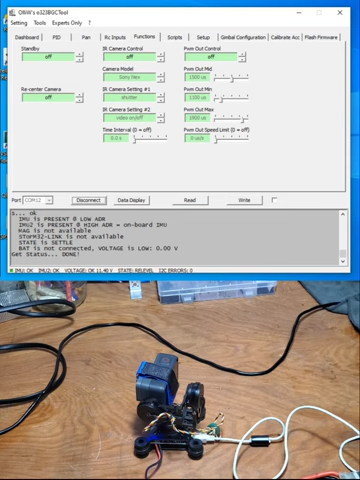 OlliW's o323BGCTool
Setting Tools Experts Only ?
Dashboard PID Pan Rc Inputs Functions Scripts Setup Gimbal Configuration Calibrate Acc Flash Firmware
Standby IR Camera Control Pwm Out Control
off off off
Camera Model Pwm Out Mid
Sony Nex 1500 us
Re-center Camera IR Camera Setting #1 Pwm Out Min
off shutter 1100 us
IR Camera Setting #2 Pwm Out Max
video on/off 1900 us
Time Interval (0 = off) Pwm Out Speed Limit (0 = off)
0.0 s 0 us/s
Port COM12 Disconnect Data Display Read Write
s... ok
IMU is PRESENT @ LOW ADR
IMU2 is PRESENT @ HIGH ADR = on-board IMU
MAG is not available
STorM32-LINK is not available
STATE is SETTLE
BAT is not connected, VOLTAGE is LOW: 0.00 V
Get Status... DONE!
IMU: OK IMU2: OK VOLTAGE: OK 11.40 V STATE: RELEVEL I2C ERRORS: 0